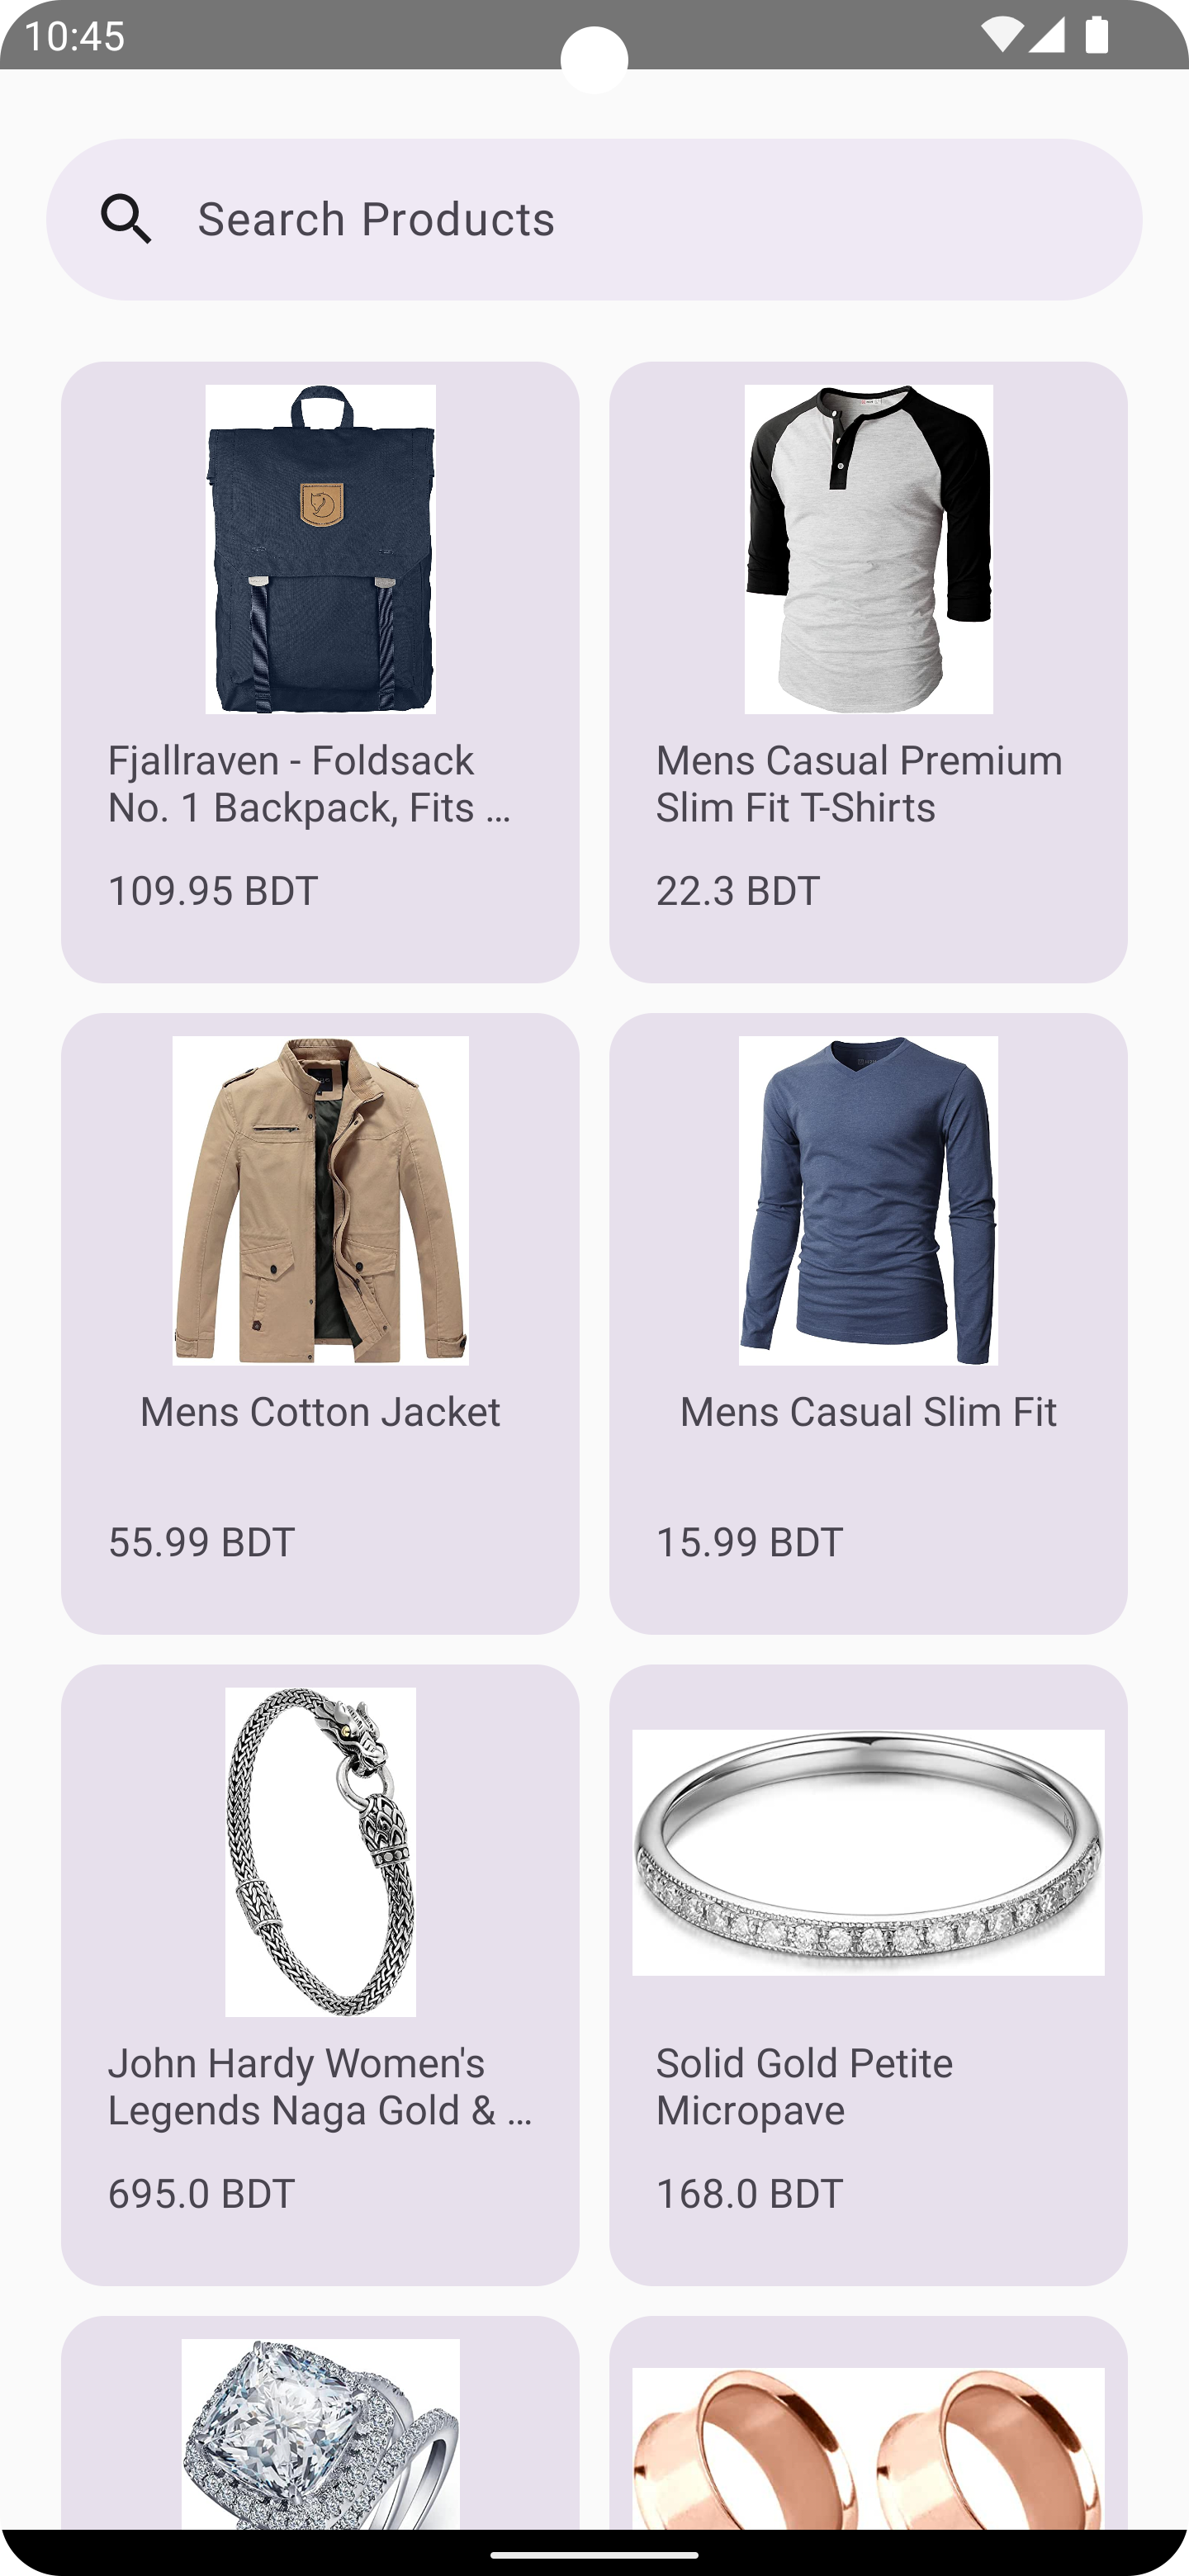 10:45
Search Products
Fjallraven - Foldsack
No. 1 Backpack, Fits ...
109.95 BDT
Mens Casual Premium
Slim Fit T-Shirts
22.3 BDT
Mens Cotton Jacket
55.99 BDT
Mens Casual Slim Fit
15.99 BDT
John Hardy Women's
Legends Naga Gold & ...
695.0 BDT
Solid Gold Petite
Micropave
168.0 BDT